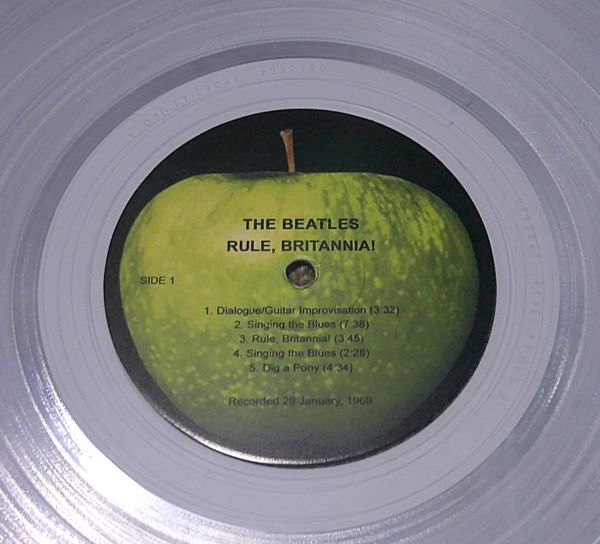 THE BEATLES
RULE, BRITANNIA!
SIDE 1
1. Dialogue/Guitar Improvisation (3:32)
2. Singing the Blues (7.38)
3. Rule, Britannia! (3:45)
4. Singing the Blues (2:28)
5. Dig a Pony (4:34)
Recorded 29 January, 1969